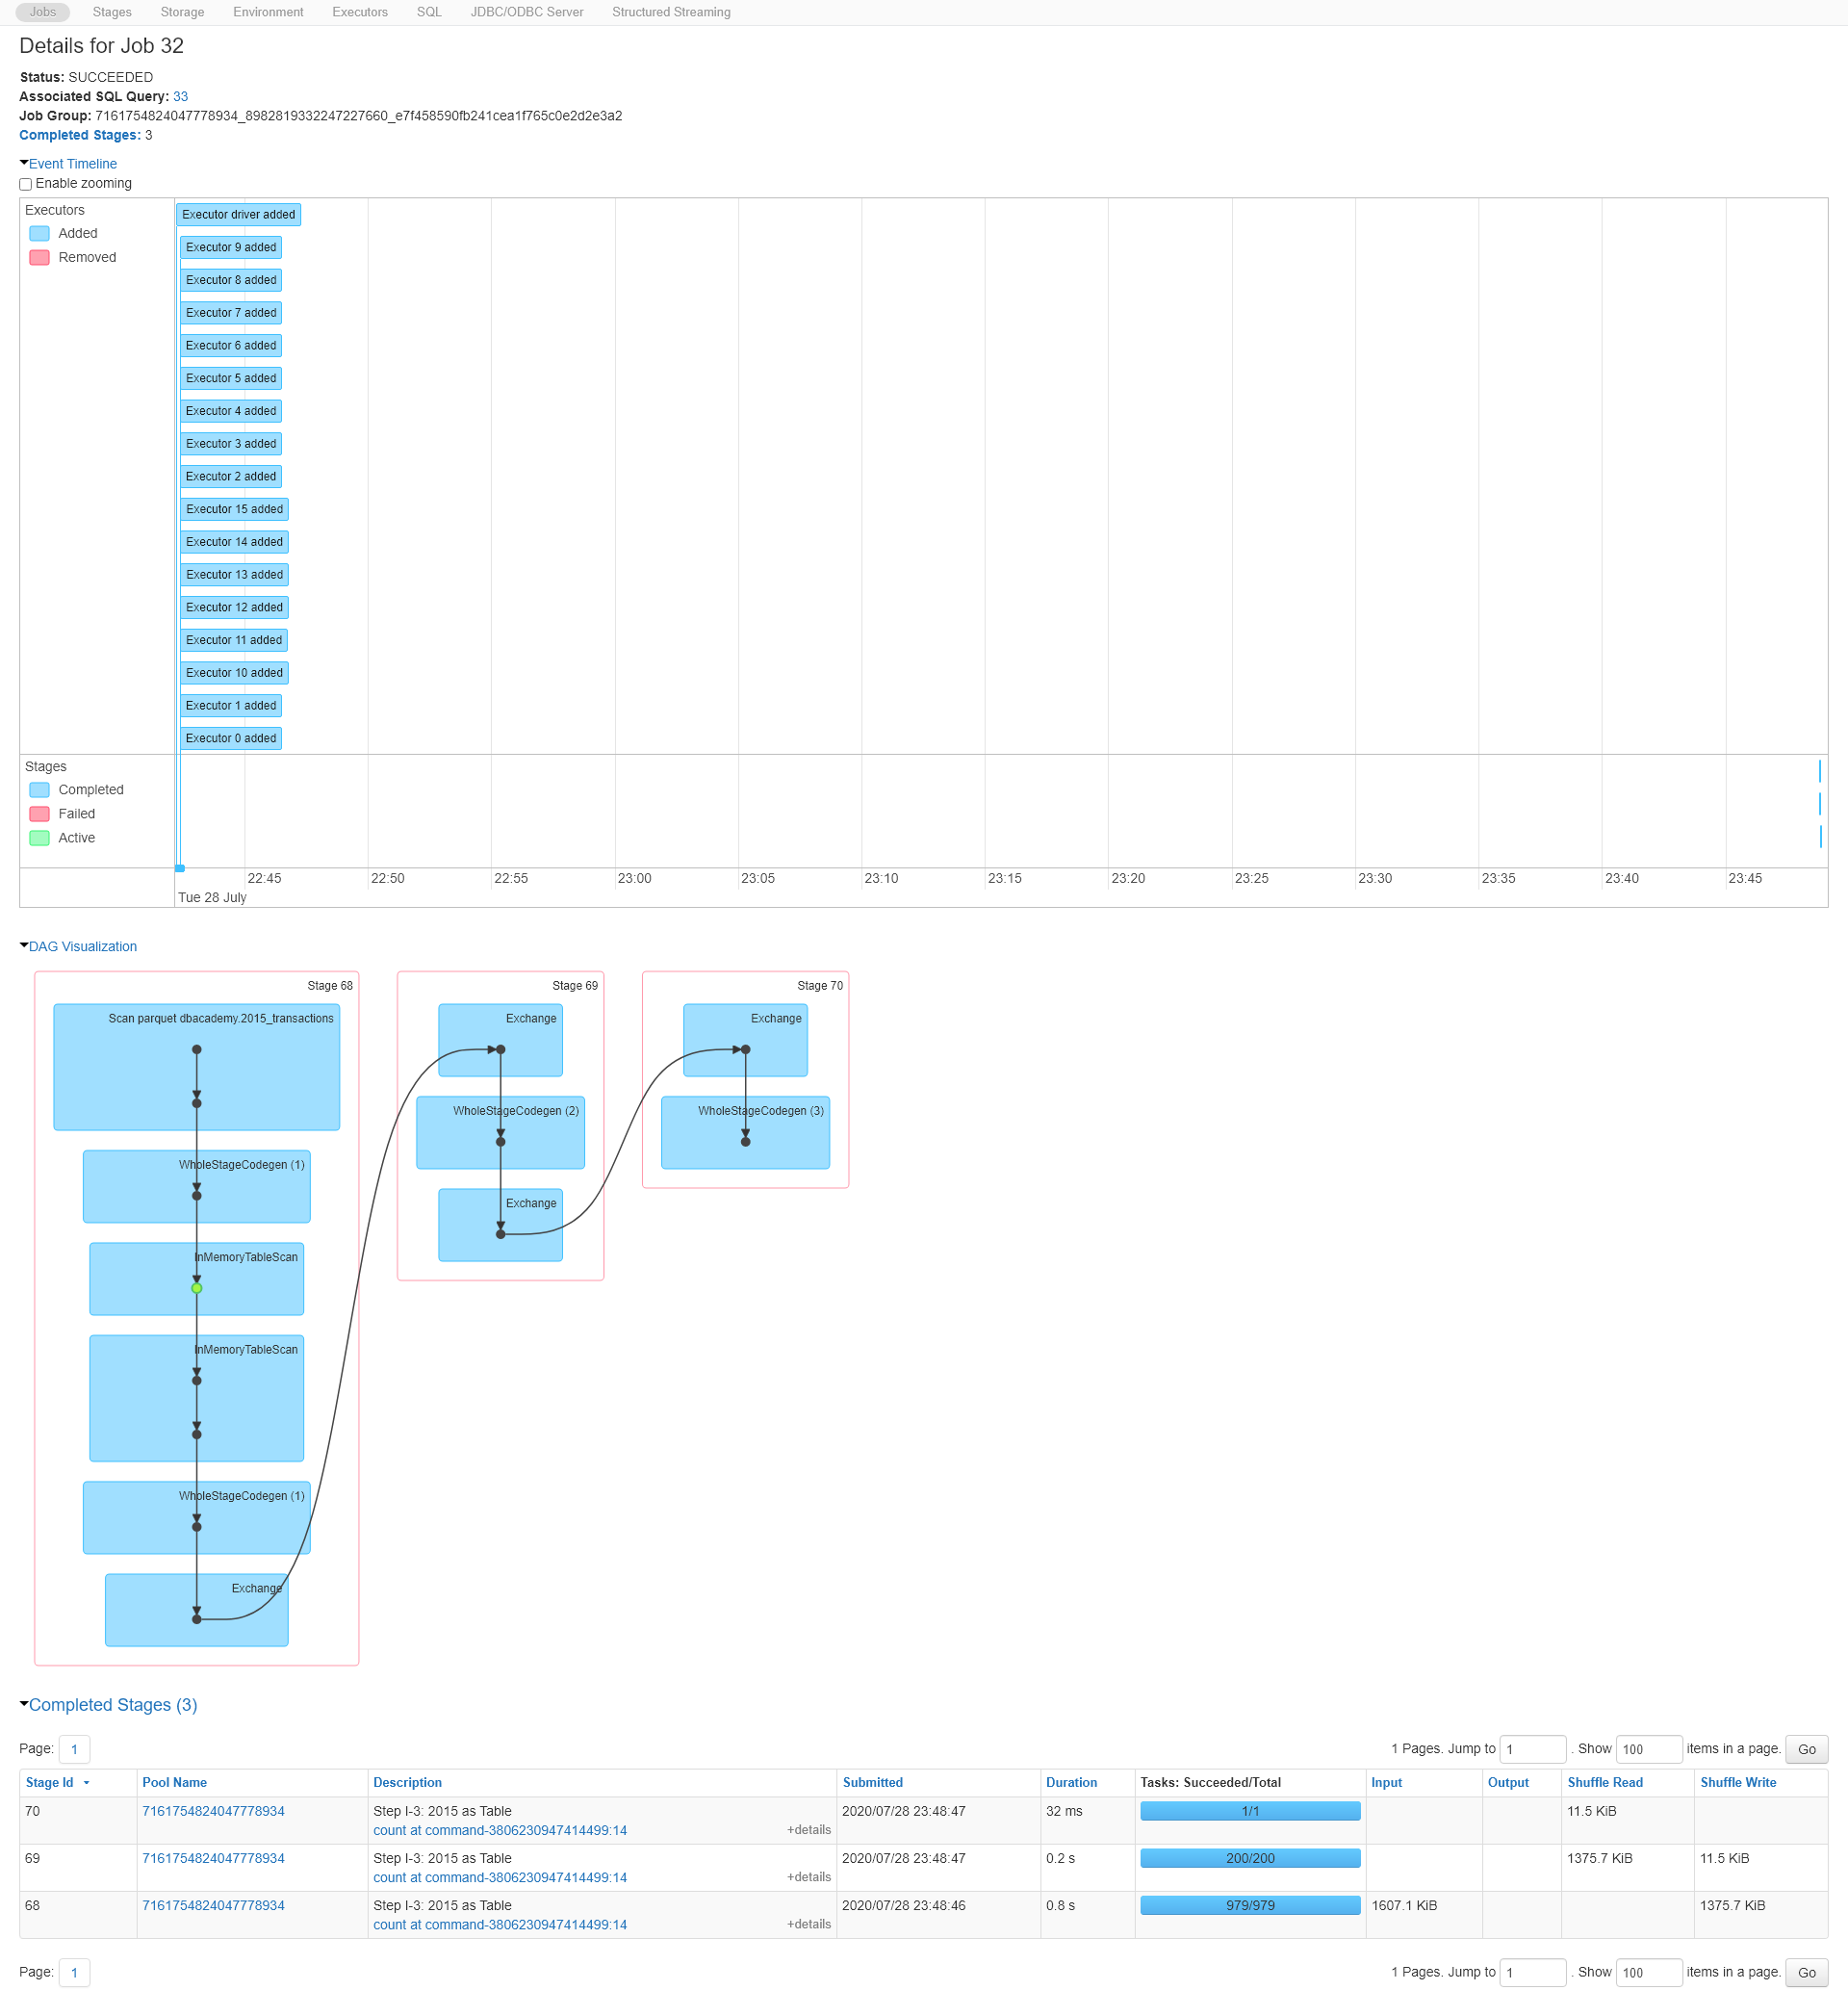 Jobs Stages Storage Environment Executors SQL JDBC/ODBC Server Structured Streaming
Details for Job 32
Status: SUCCEEDED
Associated SQL Query: 33
Job Group: 7161754824047778934_8982819332247227660_e7f458590fb241cea1f765c0e2d2e3a2
Completed Stages: 3
Event Timeline
Enable zooming
Executors
Added
Removed
Executor driver added
Executor 9 added
Executor 8 added
Executor 7 added
Executor 6 added
Executor 5 added
Executor 4 added
Executor 3 added
Executor 2 added
Executor 15 added
Executor 14 added
Executor 13 added
Executor 12 added
Executor 11 added
Executor 10 added
Executor 1 added
Executor 0 added
Stages
Completed
Failed
Active
22:45 22:50 22:55 23:00 23:05 23:10 23:15 23:20 23:25 23:30 23:35 23:40 23:45
Tue 28 July
DAG Visualization
Stage 68
Scan parquet dbacademy.2015_transactions
WholeStageCodegen (1)
InMemoryTableScan
InMemoryTableScan
WholeStageCodegen (1)
Exchange
Stage 69
Exchange
WholeStageCodegen (2)
Exchange
Stage 70
Exchange
WholeStageCodegen (3)
Completed Stages (3)
Page: 1 1 Pages. Jump to 1 . Show 100 items in a page. Go
Stage Id Pool Name Description Submitted Duration Tasks: Succeeded/Total Input Output Shuffle Read Shuffle Write
70 7161754824047778934 Step I-3: 2015 as Table 2020/07/28 23:48:47 32 ms 1/1 11.5 KiB
count at command-3806230947414499:14 +details
69 7161754824047778934 Step I-3: 2015 as Table 2020/07/28 23:48:47 0.2 s 200/200 1375.7 KiB 11.5 KiB
count at command-3806230947414499:14 +details
68 7161754824047778934 Step I-3: 2015 as Table 2020/07/28 23:48:46 0.8 s 979/979 1607.1 KiB 1375.7 KiB
count at command-3806230947414499:14 +details
Page: 1 1 Pages. Jump to 1 . Show 100 items in a page. Go